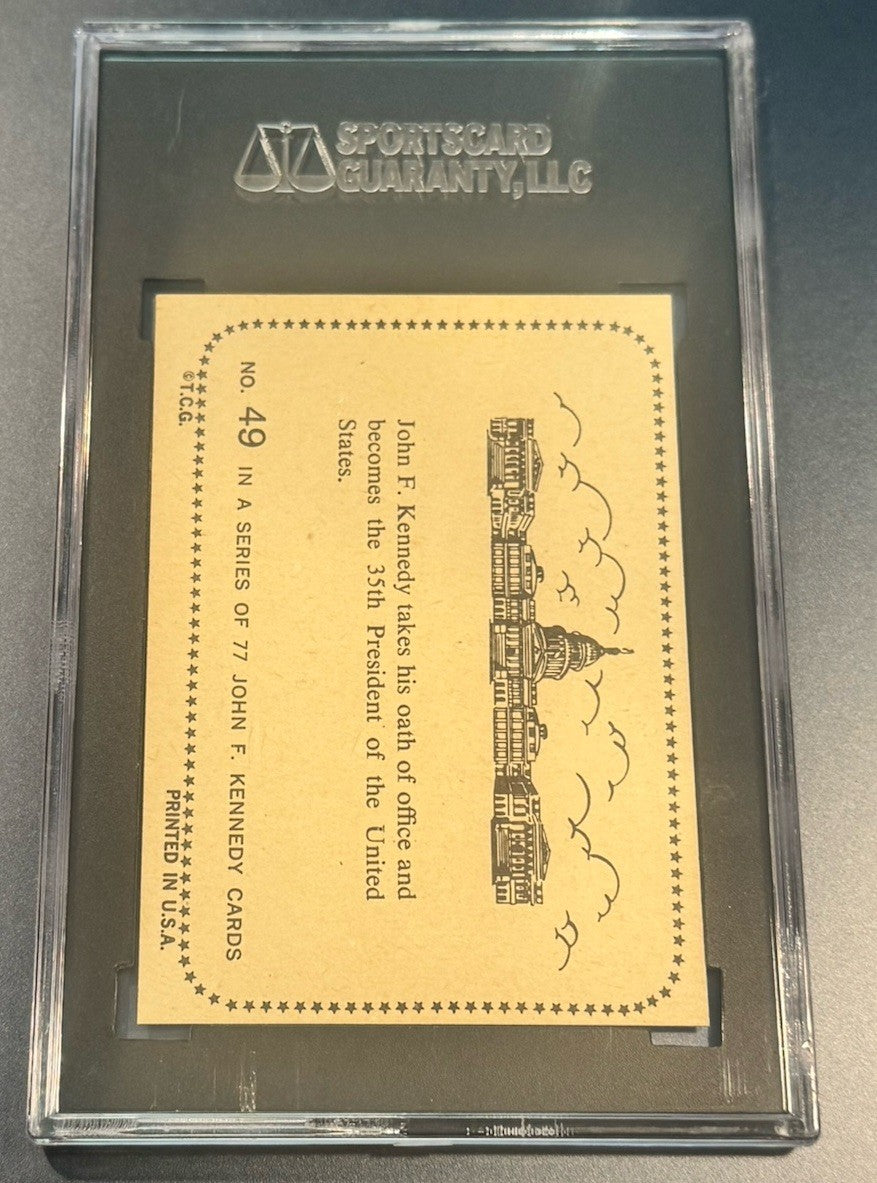 SPORTSCARD
GUARANTY, LLC
John F. Kennedy takes his oath of office and
becomes the 35th President of the United
States.
NO. 49 IN A SERIES OF 77 JOHN F. KENNEDY CARDS
©T.C.G.
PRINTED IN U.S.A.